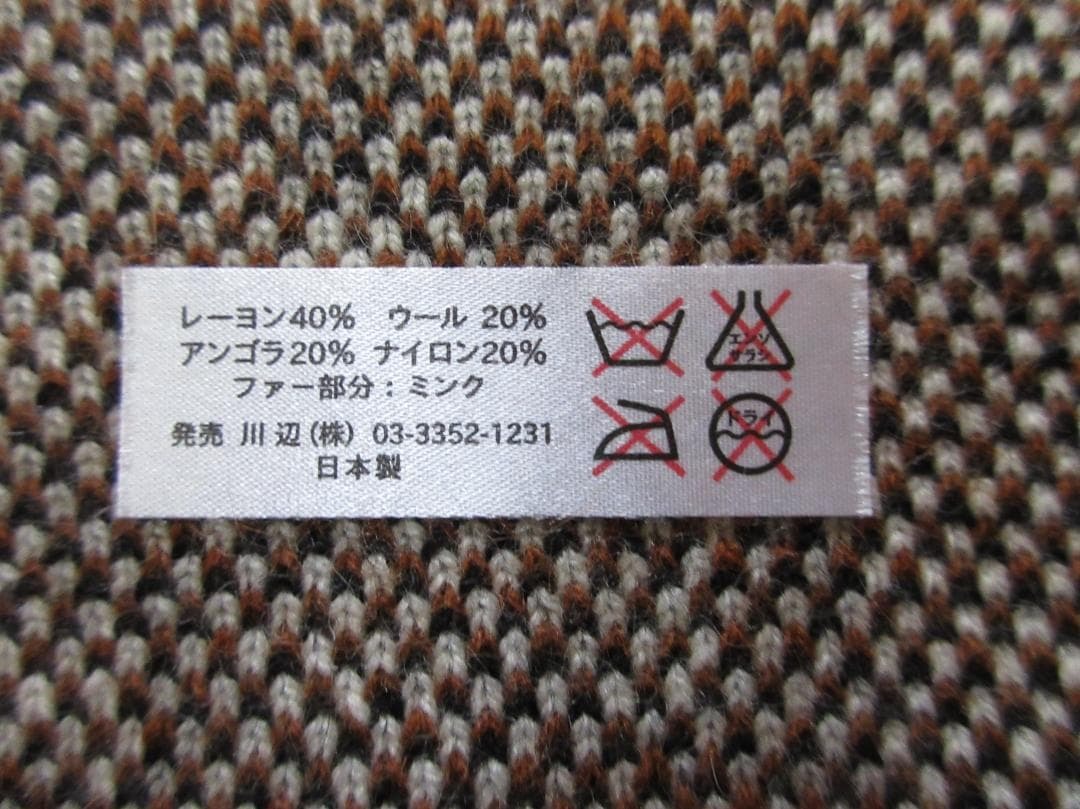 レーヨン40% ウール 20%
アンゴラ20% ナイロン20%
ファー部分：ミンク
発売 川辺(株) 03-3352-1231
日本製
エンソ
サラシ
ドライ